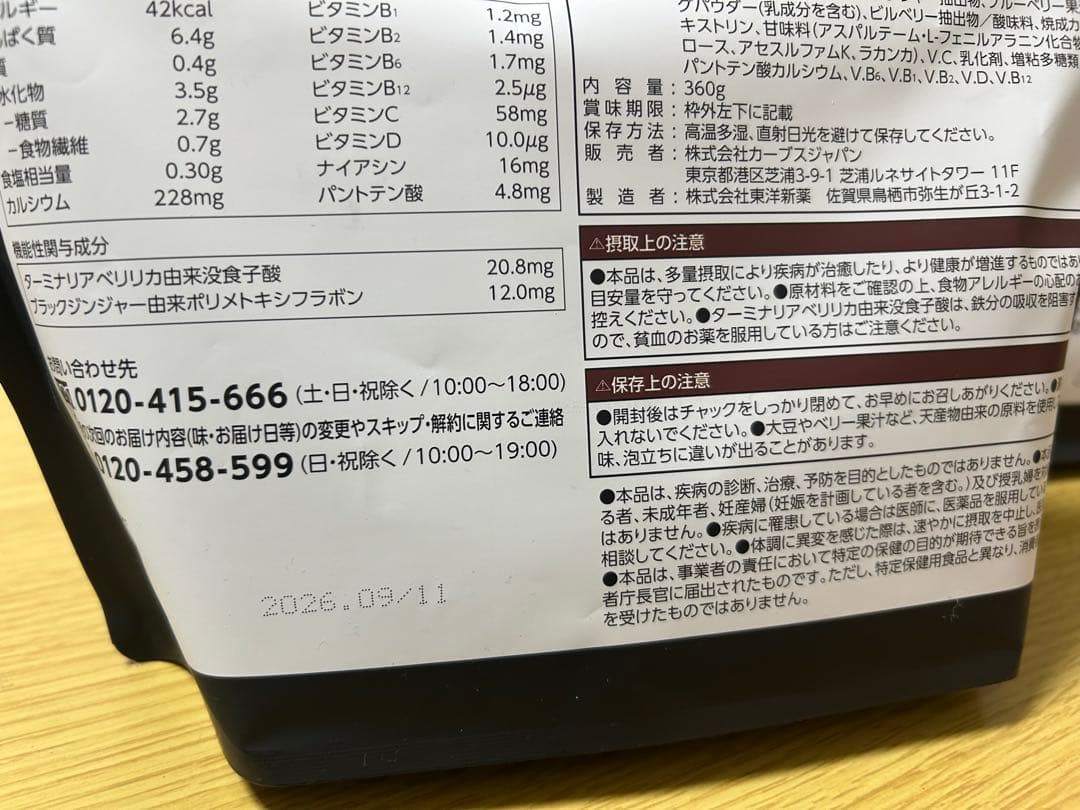 ルギー 42kcal
ぱく質 6.4g
質 0.4g
水化物 3.5g
-糖質 2.7g
-食物繊維 0.7g
食塩相当量 0.30g
カルシウム 228mg
ビタミンB1 1.2mg
ビタミンB2 1.4mg
ビタミンB6 1.7mg
ビタミンB12 2.5μg
ビタミンC 58mg
ビタミンD 10.0μg
ナイアシン 16mg
パントテン酸 4.8mg
機能性関与成分
ターミナリアベリリカ由来没食子酸 20.8mg
ブラックジンジャー由来ポリメトキシフラボン 12.0mg
お問い合わせ先
0120-415-666 (土・日・祝除く/10:00〜18:00)
次回のお届け内容(味・お届け日等)の変更やスキップ・解約に関するご連絡
0120-458-599 (日・祝除く/10:00〜19:00)
2026.09/11
ゲパウダー(乳成分を含む)、ビルベリー抽出物/酸味料、焼成カ
キストリン、甘味料(アスパルテーム・L-フェニルアラニン化合物
ロース、アセスルファムK、ラカンカ)、V.C、乳化剤、増粘多糖類
パントテン酸カルシウム、V.B6、V.B1、V.B2、V.D、V.B12
内容量:360g
賞味期限:枠外左下に記載
保存方法:高温多湿、直射日光を避けて保存してください。
販売者:株式会社カーブスジャパン
東京都港区芝浦3-9-1 芝浦ルネサイトタワー 11F
製造者:株式会社東洋新薬 佐賀県鳥栖市弥生が丘3-1-2
⚠摂取上の注意
●本品は、多量摂取により疾病が治癒したり、より健康が増進するものではあ
目安量を守ってください。●原材料をご確認の上、食物アレルギーの心配の
控えください。●ターミナリアベリリカ由来没食子酸は、鉄分の吸収を阻害す
ので、貧血のお薬を服用している方はご注意ください。
⚠保存上の注意
●開封後はチャックをしっかり閉めて、お早めにお召しあがりください。●
入れないでください。●大豆やベリー果汁など、天産物由来の原料を使用
味、泡立ちに違いが出ることがあります。
●本品は、疾病の診断、治療、予防を目的としたものではありません。●本
る者、未成年者、妊産婦(妊娠を計画している者を含む。)及び授乳婦を対
はありません。●疾病に罹患している場合は医師に、医薬品を服用してい
相談してください。●体調に異変を感じた際は、速やかに摂取を中止し、医
●本品は、事業者の責任において特定の保健の目的が期待できる旨を
者庁長官に届出されたものです。ただし、特定保健用食品と異なり、消費
を受けたものではありません。